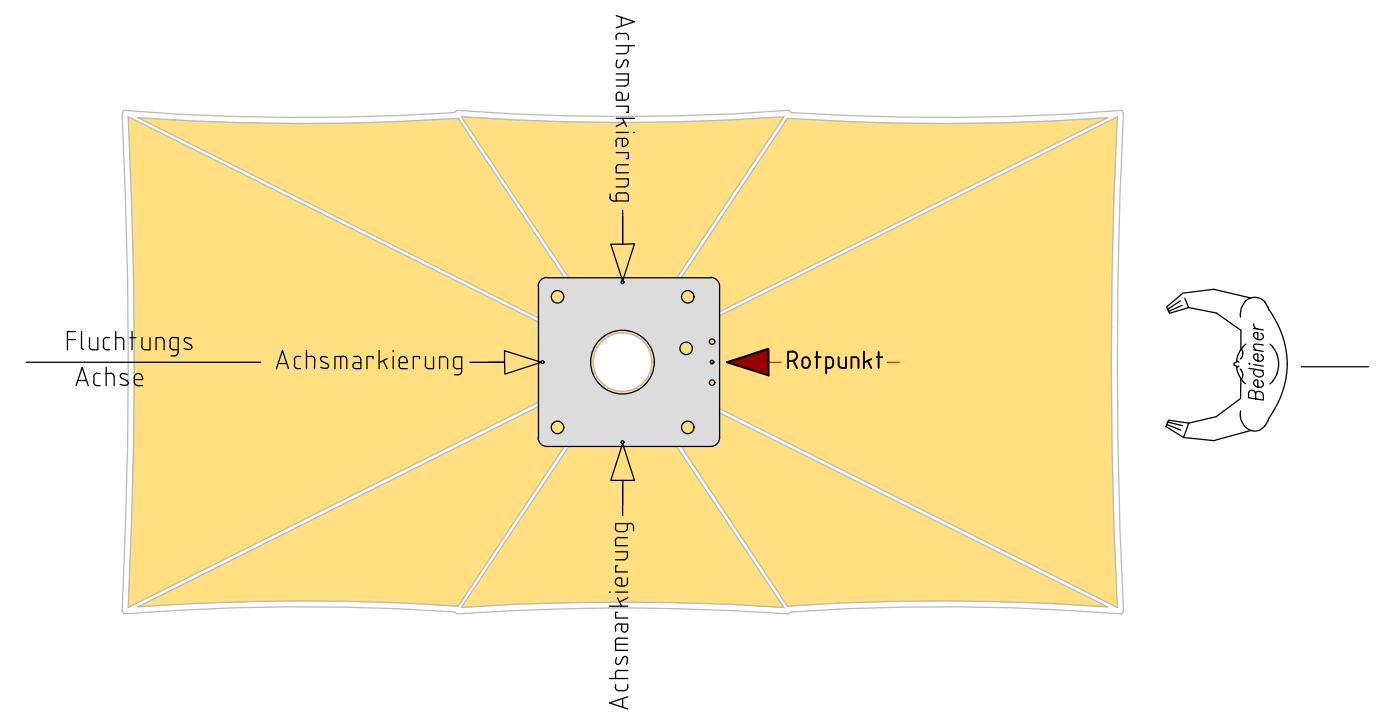 Achsmarkierung
Fluchtungs
Achse
Achsmarkierung
Rotpunkt
Bediener
Achsmarkierung